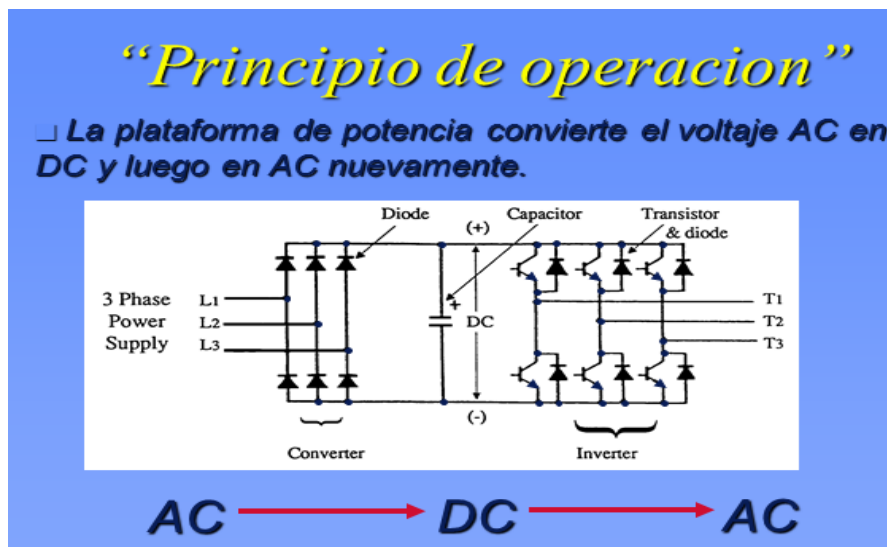 “Principio de operacion”
La plataforma de potencia convierte el voltaje AC en
DC y luego en AC nuevamente.
Diode
Capacitor
Transistor
& diode
(+)
3 Phase
Power
Supply
L1
L2
L3
+
DC
T1
T2
T3
(-)
Converter
Inverter
AC DC AC